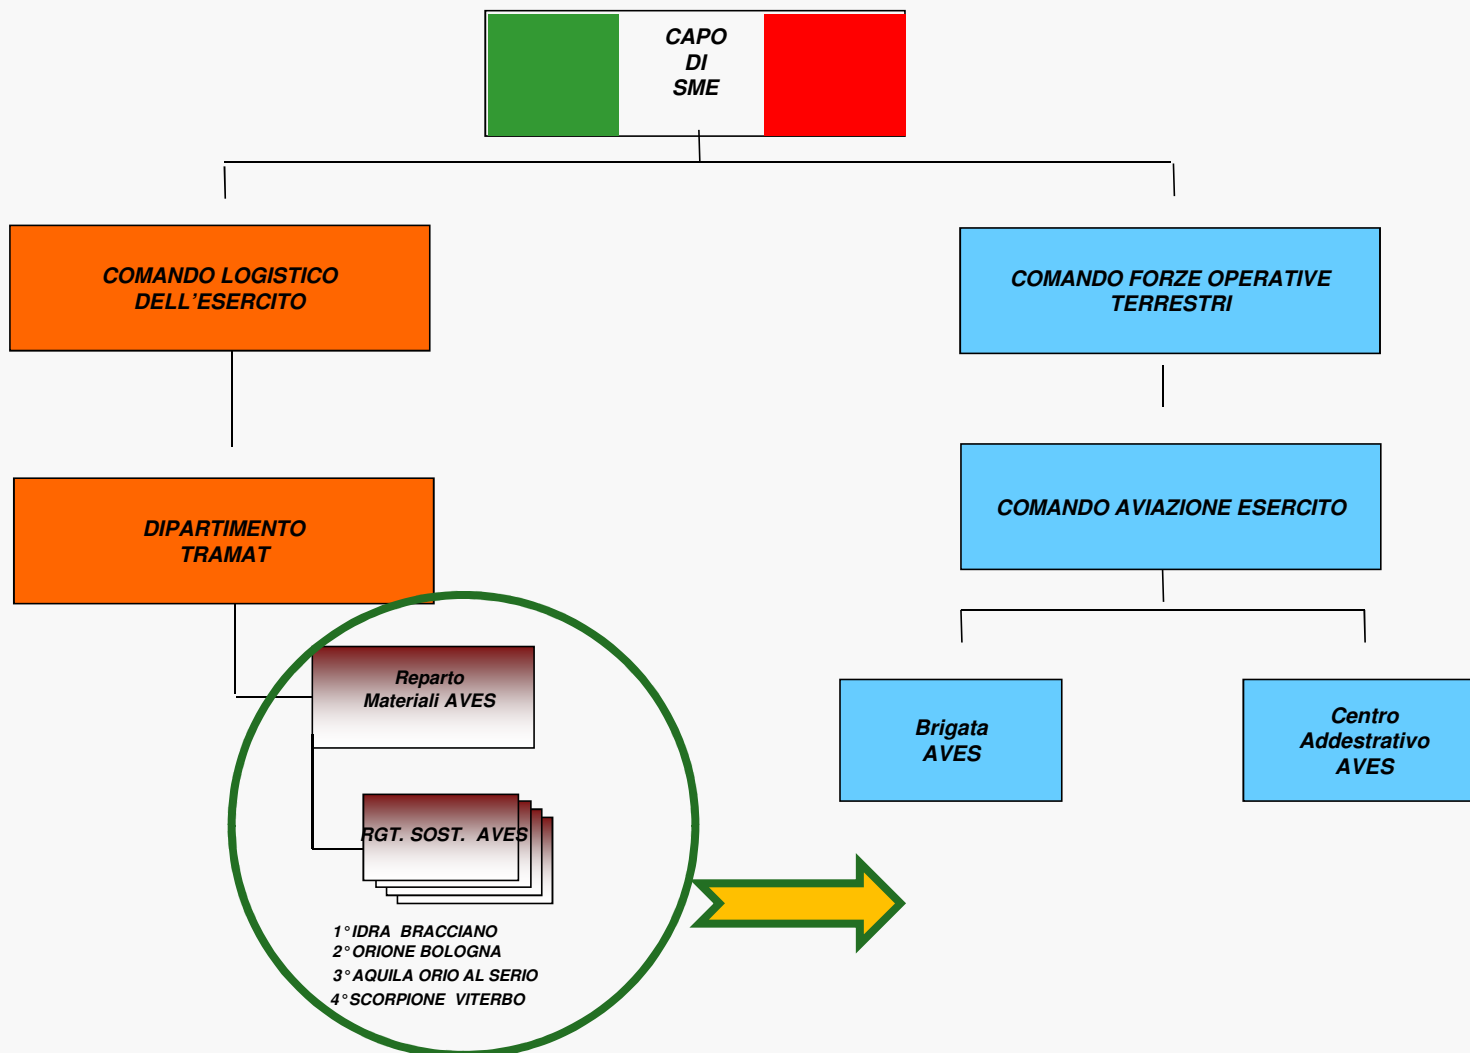 CAPO
DI
SME
COMANDO LOGISTICO
DELL’ESERCITO
COMANDO FORZE OPERATIVE
TERRESTRI
DIPARTIMENTO
TRAMAT
COMANDO AVIAZIONE ESERCITO
Reparto
Materiali AVES
RGT. SOST. AVES
1° IDRA BRACCIANO
2° ORIONE BOLOGNA
3° AQUILA ORIO AL SERIO
4° SCORPIONE VITERBO
Brigata
AVES
Centro
Addestrativo
AVES